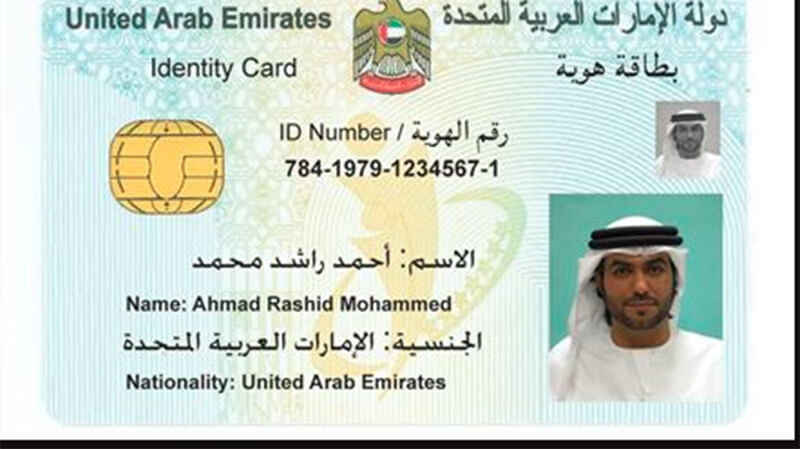 United Arab Emirates
دولة الإمارات العربية المتحدة
Identity Card
بطاقة هوية
ID Number / رقم الهوية
784-1979-1234567-1
الاسم: أحمد راشد محمد
Name: Ahmad Rashid Mohammed
الجنسية: الإمارات العربية المتحدة
Nationality: United Arab Emirates